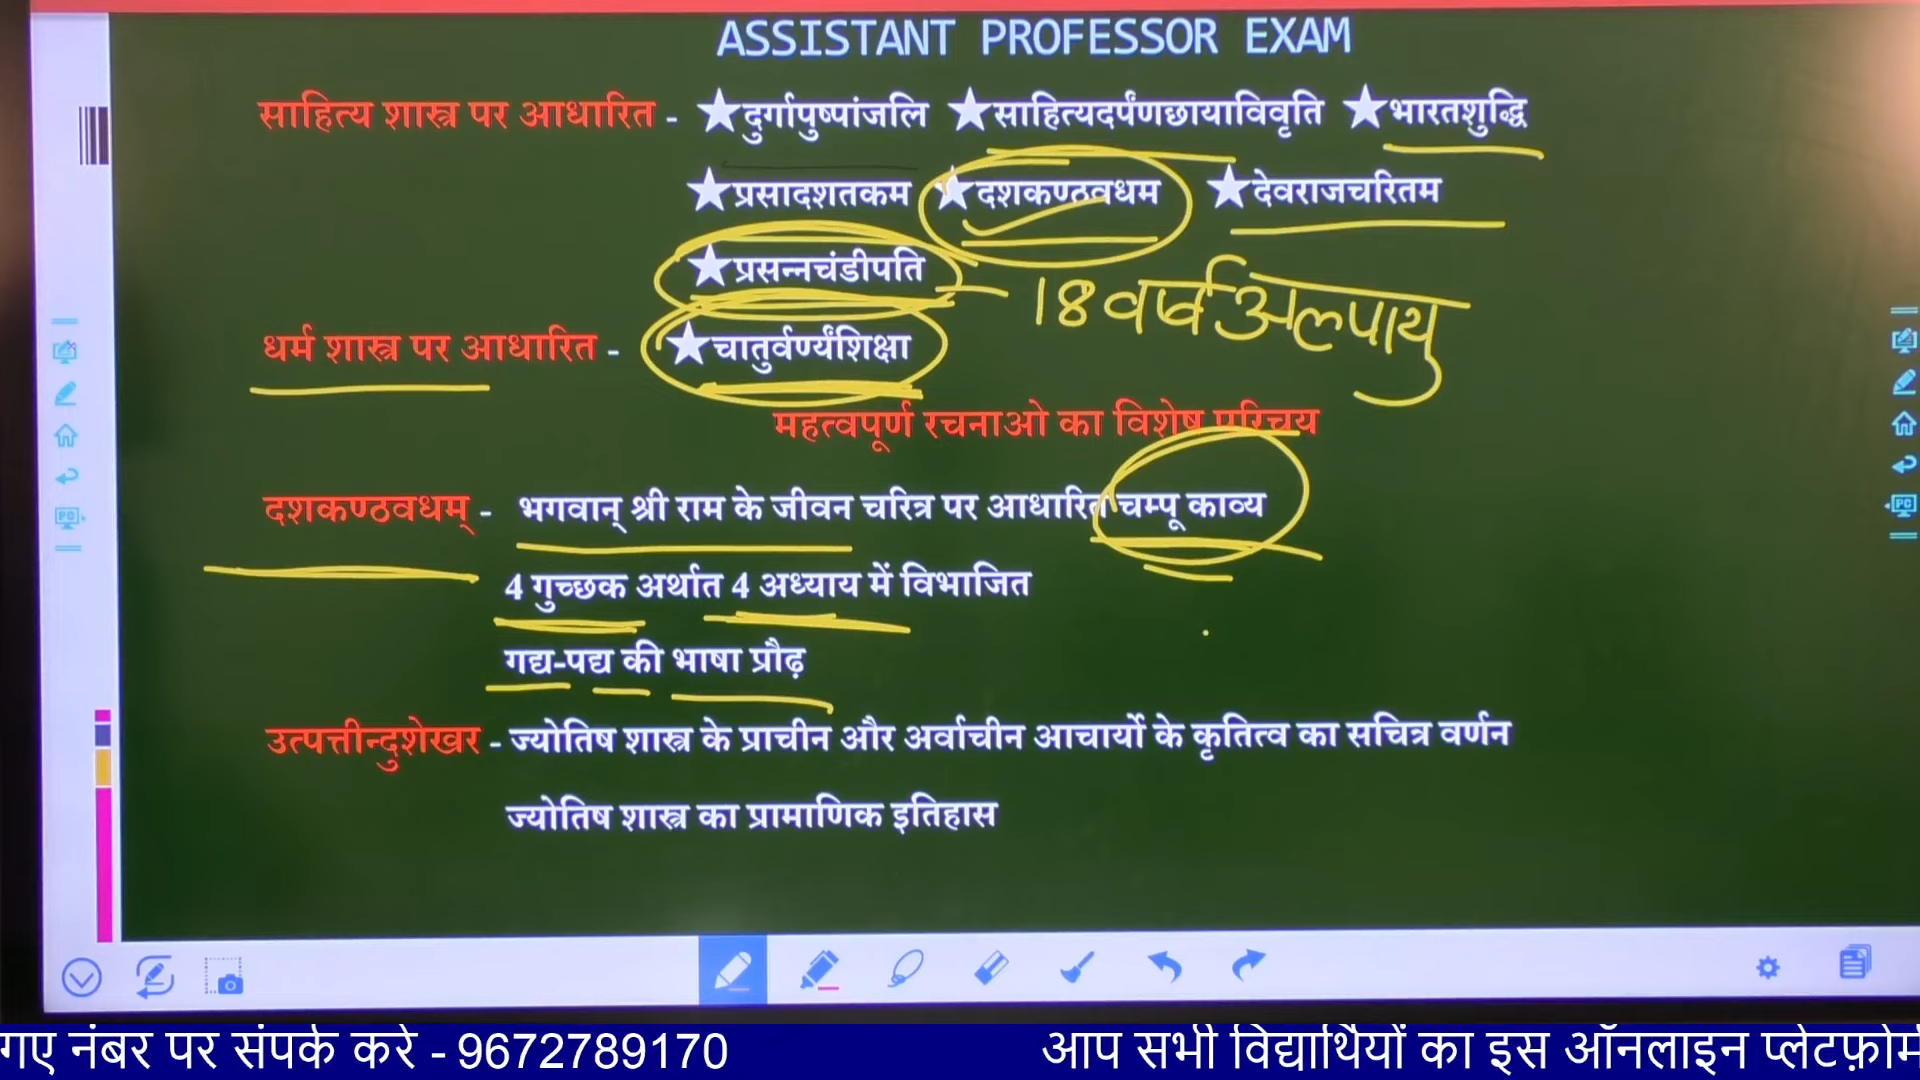 ASSISTANT PROFESSOR EXAM
साहित्य शास्त्र पर आधारित - ★दुर्गापुष्पांजलि ★साहित्यदर्पणछायाविवृति ★भारतशुद्धि
★प्रसादशतकम ★दशकण्ठवधम ★देवराजचरितम
★प्रसन्नचंडीपति - 18 वर्ष अल्पायु
धर्म शास्त्र पर आधारित - ★चातुर्वर्ण्यंशिक्षा
महत्वपूर्ण रचनाओ का विशेष परिचय
दशकण्ठवधम् - भगवान् श्री राम के जीवन चरित्र पर आधारित चम्पू काव्य
4 गुच्छक अर्थात 4 अध्याय में विभाजित
गद्य-पद्य की भाषा प्रौढ़
उत्पत्तीन्दुशेखर - ज्योतिष शास्त्र के प्राचीन और अर्वाचीन आचार्यो के कृतित्व का सचित्र वर्णन
ज्योतिष शास्त्र का प्रामाणिक इतिहास
गए नंबर पर संपर्क करे - 9672789170 आप सभी विद्यार्थियों का इस ऑनलाइन प्लेटफ़ोर्म